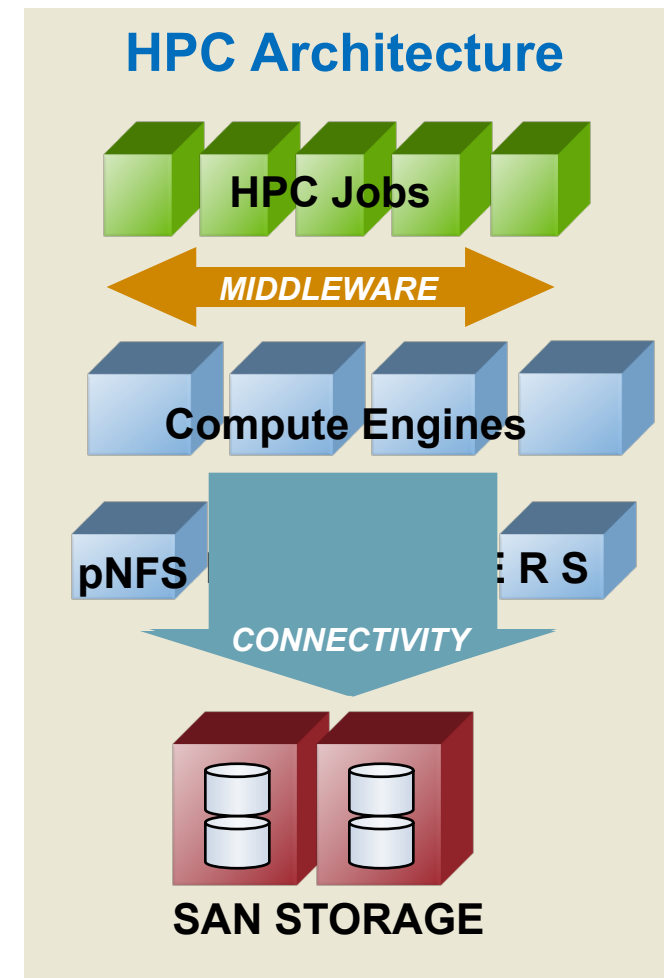 HPC Architecture
HPC Jobs
MIDDLEWARE
Compute Engines
pNFS E R S
CONNECTIVITY
SAN STORAGE